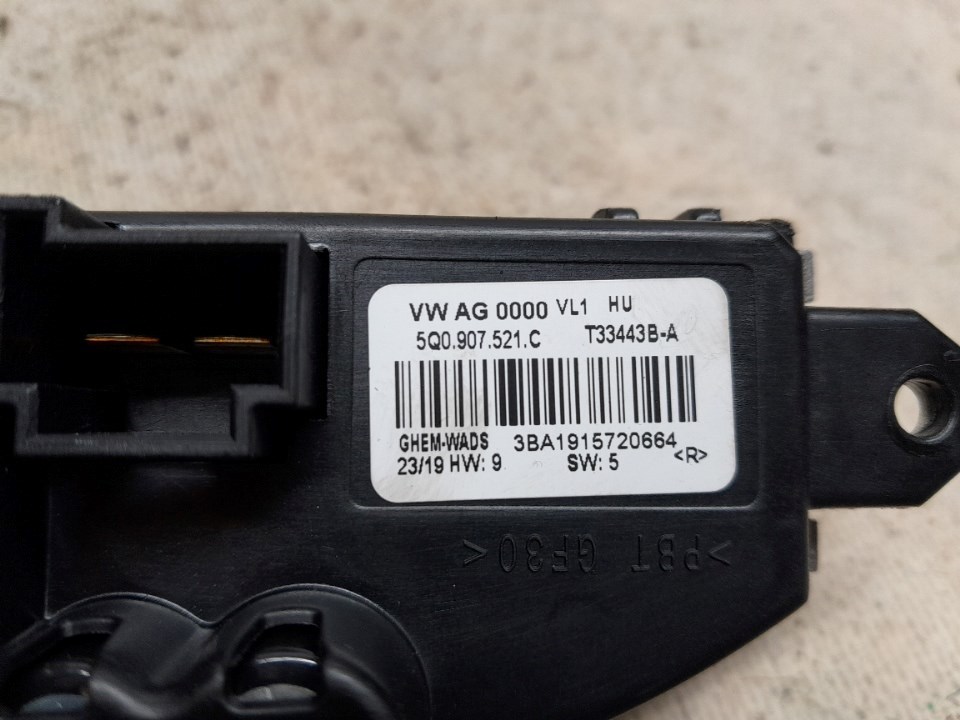 VW AG 0000 VL1 HU
5Q0.907.521.C T33443B-A
GHEM-WADS 3BA1915720664
23/19 HW: 9 SW: 5 <R>
>PBT GF30<